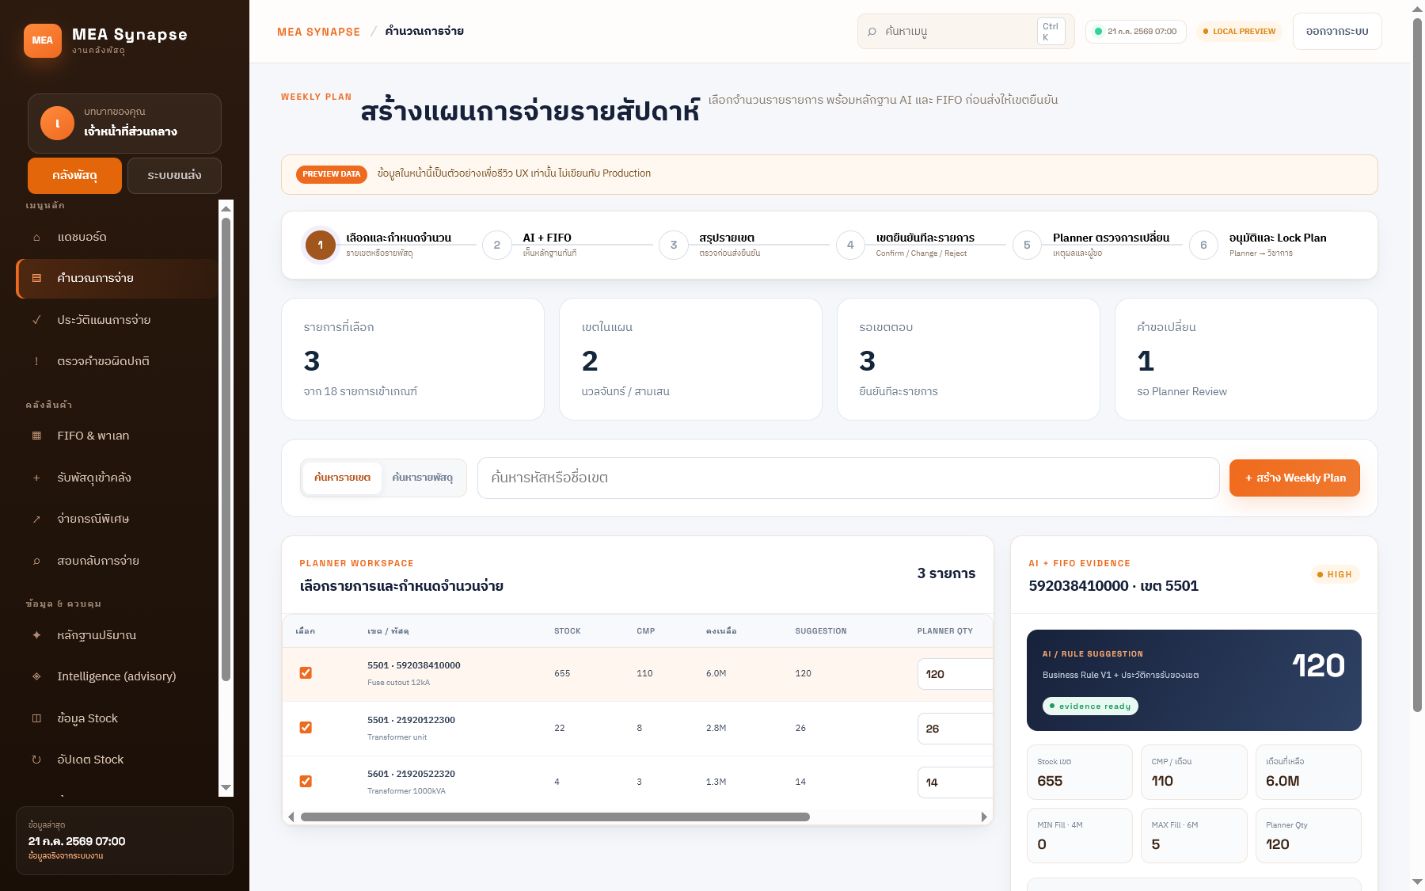 MEA
MEA Synapse
งานคลังพัสดุ
เ
บทบาทของคุณ
เจ้าหน้าที่ส่วนกลาง
คลังพัสดุ
ระบบขนส่ง
เมนูหลัก
แดชบอร์ด
คำนวณการจ่าย
ประวัติแผนการจ่าย
ตรวจคำขอผิดปกติ
คลังสินค้า
FIFO & พาเลท
รับพัสดุเข้าคลัง
จ่ายกรณีพิเศษ
สอบกลับการจ่าย
ข้อมูล & ควบคุม
หลักฐานปริมาณ
Intelligence (advisory)
ข้อมูล Stock
อัปเดต Stock
ข้อมูลล่าสุด
21 ก.ค. 2569 07:00
ข้อมูลจริงจากระบบงาน
MEA SYNAPSE / คำนวณการจ่าย
ค้นหาเมนู
Ctrl K
21 ก.ค. 2569 07:00
LOCAL PREVIEW
ออกจากระบบ
WEEKLY PLAN
สร้างแผนการจ่ายรายสัปดาห์
เลือกจำนวนรายรายการ พร้อมหลักฐาน AI และ FIFO ก่อนส่งให้เขตยืนยัน
PREVIEW DATA
ข้อมูลในหน้านี้เป็นตัวอย่างเพื่อรีวิว UX เท่านั้น ไม่เขียนทับ Production
1
เลือกและกำหนดจำนวน
รายเขตหรือรายพัสดุ
2
AI + FIFO
เห็นหลักฐานทันที
3
สรุปรายเขต
ตรวจก่อนส่งยืนยัน
4
เขตยืนยันทีละรายการ
Confirm / Change / Reject
5
Planner ตรวจการเปลี่ยน
เหตุผลและผู้ขอ
6
อนุมัติและ Lock Plan
Planner → วิชาการ
รายการที่เลือก
3
จาก 18 รายการเข้าเกณฑ์
เขตในแผน
2
นวลจันทร์ / สามเสน
รอเขตตอบ
3
ยืนยันทีละรายการ
คำขอเปลี่ยน
1
รอ Planner Review
ค้นหารายเขต
ค้นหารายพัสดุ
ค้นหารหัสหรือชื่อเขต
+ สร้าง Weekly Plan
PLANNER WORKSPACE
เลือกรายการและกำหนดจำนวนจ่าย
3 รายการ
เลือก เขต / พัสดุ STOCK CMP คงเหลือ SUGGESTION PLANNER QTY
5501 · 592038410000 655 110 6.0M 120 120
Fuse cutout 12kA
5501 · 21920122300 22 8 2.8M 26 26
Transformer unit
5601 · 21920522320 4 3 1.3M 14 14
Transformer 1000kVA
AI + FIFO EVIDENCE
592038410000 · เขต 5501
HIGH
AI / RULE SUGGESTION
Business Rule V1 + ประวัติการรับของเขต
120
evidence ready
Stock เขต
655
CMP / เดือน
110
เดือนที่เหลือ
6.0M
MIN Fill · 4M
0
MAX Fill · 6M
5
Planner Qty
120